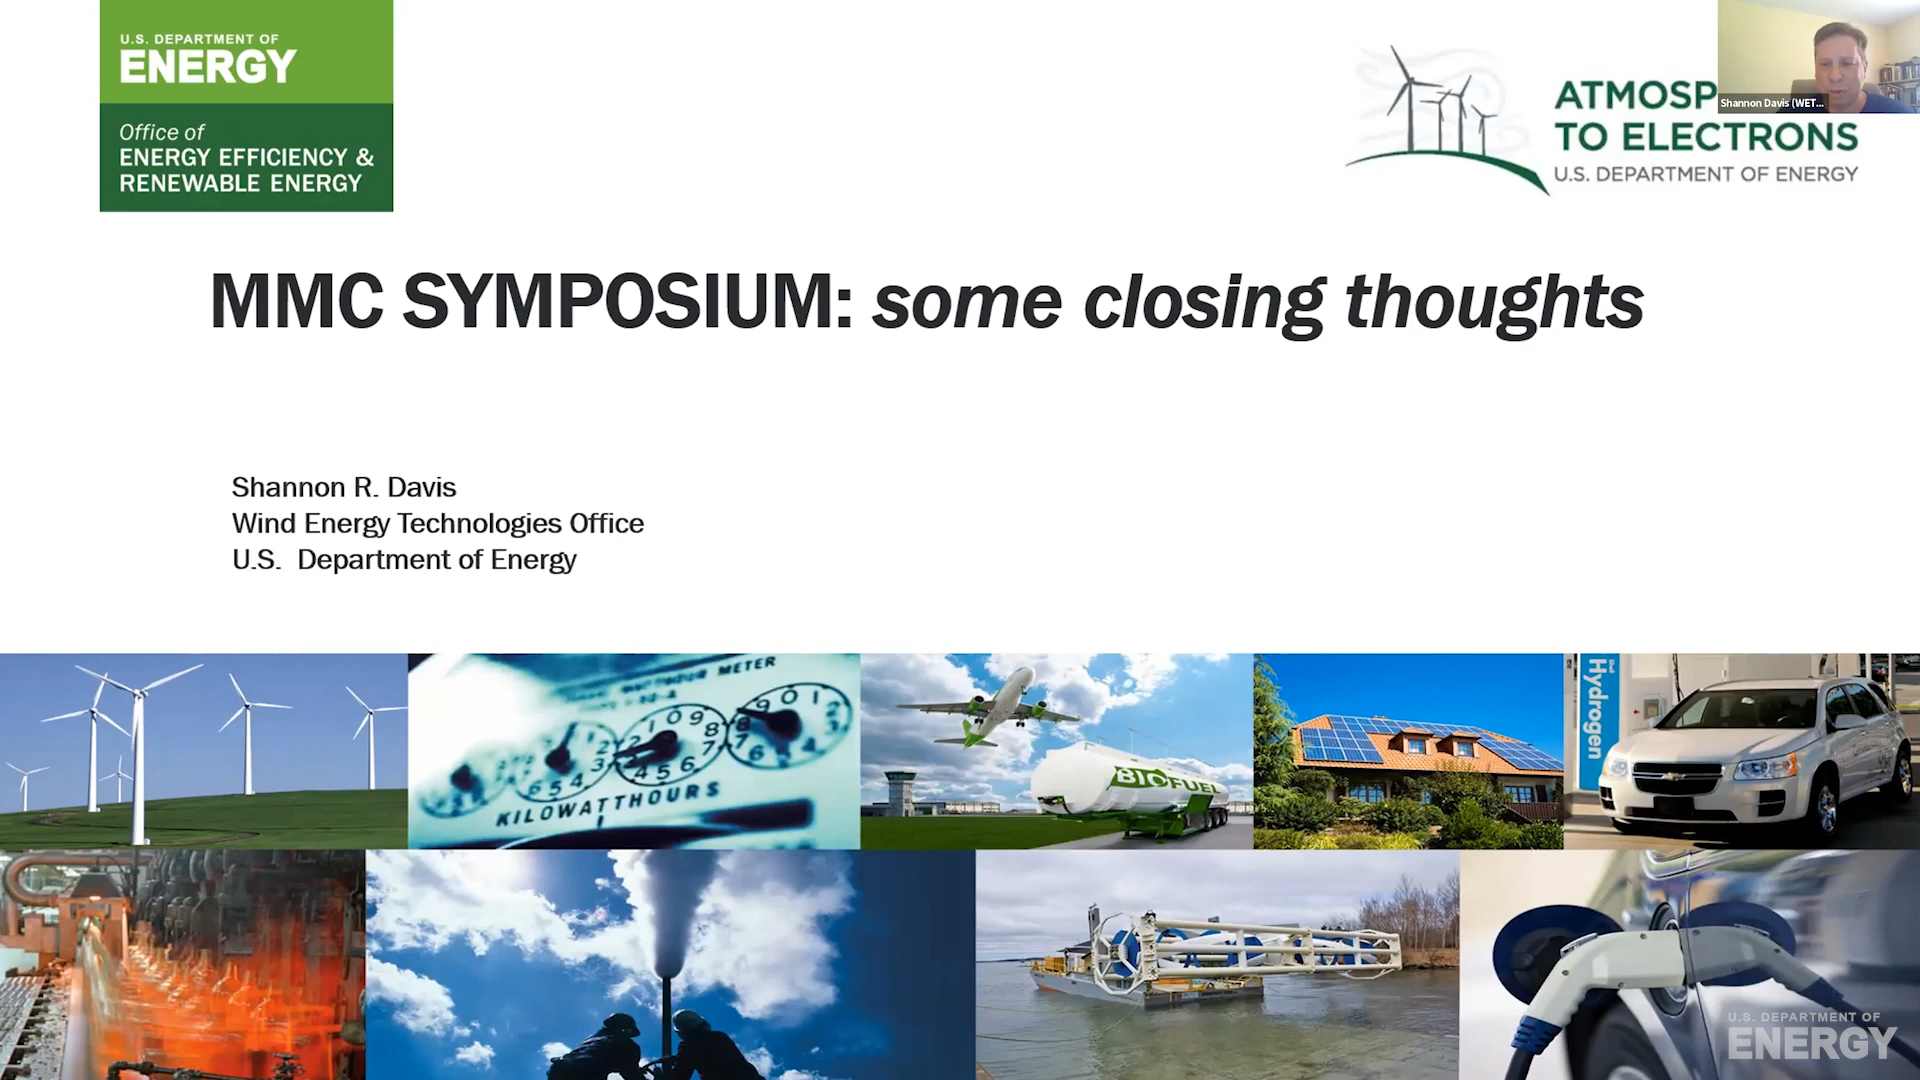 U.S. DEPARTMENT OF
ENERGY
Office of
ENERGY EFFICIENCY &
RENEWABLE ENERGY
ATMOSP
TO ELECTRONS
U.S. DEPARTMENT OF ENERGY
Shannon Davis (WET...
MMC SYMPOSIUM: some closing thoughts
Shannon R. Davis
Wind Energy Technologies Office
U.S. Department of Energy
METER
KILOWATTHOURS
BIOFUEL
Hydrogen
U.S. DEPARTMENT OF
ENERGY